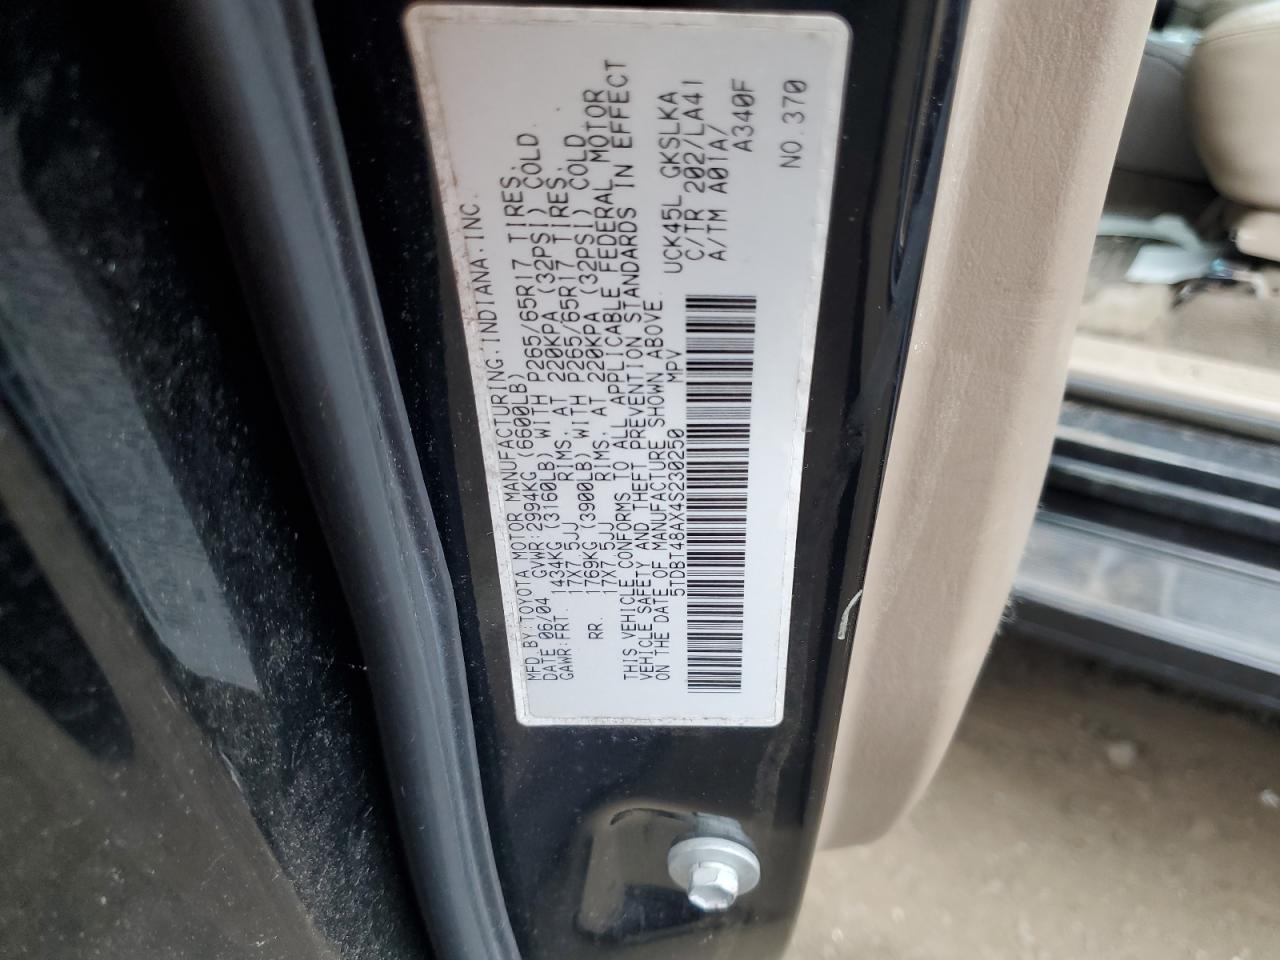 MFD.BY:TOYOTA MOTOR MANUFACTURING,INDIANA,INC.
DATE 06/04 GVWR:2994KG (6600LB)
GAWR:FRT. 1434KG (3160LB) WITH P265/65R17 TIRES,
17X7.5JJ RIMS, AT 220KPA (32PSI) COLD
RR. 1769KG (3900LB) WITH P265/65R17 TIRES,
17X7.5JJ RIMS, AT 220KPA (32PSI) COLD
THIS VEHICLE CONFORMS TO ALL APPLICABLE FEDERAL MOTOR
VEHICLE SAFETY AND THEFT PREVENTION STANDARDS IN EFFECT
ON THE DATE OF MANUFACTURE SHOWN ABOVE.
5TDBT48AX4S230250 MPV
UCK45L GKSLKA
C/TR 202/LA41
A/TM A01A/
A340F
NO.370